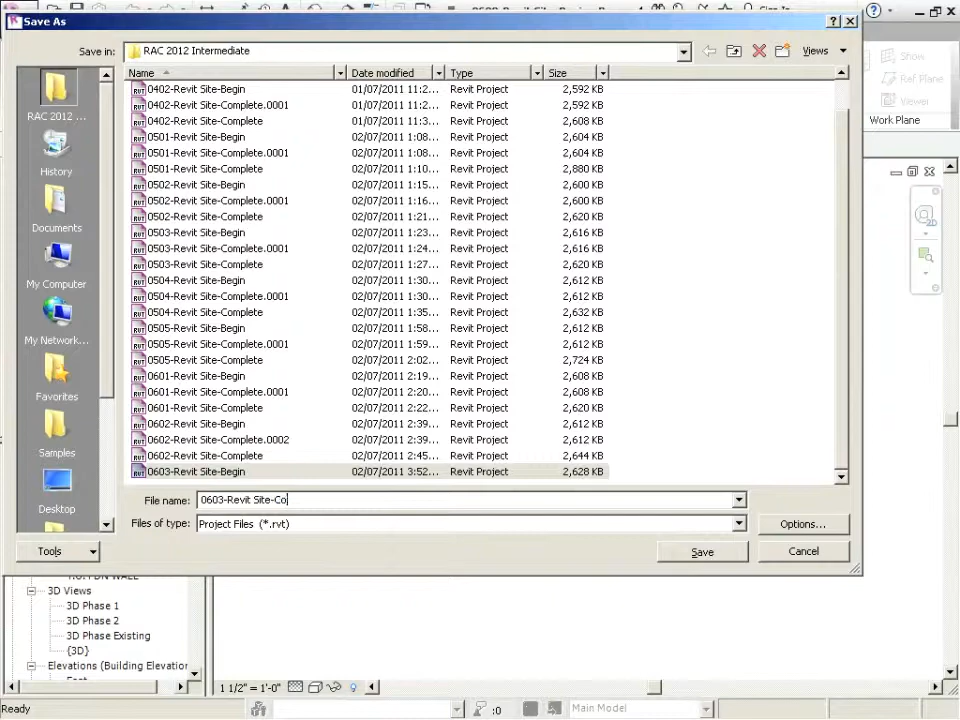 Save As
Save in:
RAC 2012 Intermediate
Views
Name
Date modified
Type
Size
0402-Revit Site-Begin 01/07/2011 11:2... Revit Project 2,592 KB
0402-Revit Site-Complete.0001 01/07/2011 11:2... Revit Project 2,592 KB
0402-Revit Site-Complete 01/07/2011 11:3... Revit Project 2,608 KB
0501-Revit Site-Begin 02/07/2011 1:08... Revit Project 2,604 KB
0501-Revit Site-Complete.0001 02/07/2011 1:08... Revit Project 2,604 KB
0501-Revit Site-Complete 02/07/2011 1:10... Revit Project 2,880 KB
0502-Revit Site-Begin 02/07/2011 1:15... Revit Project 2,600 KB
0502-Revit Site-Complete.0001 02/07/2011 1:16... Revit Project 2,600 KB
0502-Revit Site-Complete 02/07/2011 1:21... Revit Project 2,620 KB
0503-Revit Site-Begin 02/07/2011 1:23... Revit Project 2,616 KB
0503-Revit Site-Complete.0001 02/07/2011 1:24... Revit Project 2,616 KB
0503-Revit Site-Complete 02/07/2011 1:27... Revit Project 2,620 KB
0504-Revit Site-Begin 02/07/2011 1:30... Revit Project 2,612 KB
0504-Revit Site-Complete.0001 02/07/2011 1:30... Revit Project 2,612 KB
0504-Revit Site-Complete 02/07/2011 1:35... Revit Project 2,632 KB
0505-Revit Site-Begin 02/07/2011 1:58... Revit Project 2,612 KB
0505-Revit Site-Complete.0001 02/07/2011 1:59... Revit Project 2,612 KB
0505-Revit Site-Complete 02/07/2011 2:02... Revit Project 2,724 KB
0601-Revit Site-Begin 02/07/2011 2:19... Revit Project 2,608 KB
0601-Revit Site-Complete.0001 02/07/2011 2:20... Revit Project 2,608 KB
0601-Revit Site-Complete 02/07/2011 2:22... Revit Project 2,620 KB
0602-Revit Site-Begin 02/07/2011 2:39... Revit Project 2,612 KB
0602-Revit Site-Complete.0002 02/07/2011 2:39... Revit Project 2,612 KB
0602-Revit Site-Complete 02/07/2011 2:45... Revit Project 2,644 KB
0603-Revit Site-Begin 02/07/2011 3:52... Revit Project 2,628 KB
RAC 2012 ...
History
Documents
My Computer
My Network...
Favorites
Samples
Desktop
File name: 0603-Revit Site-Co
Files of type: Project Files (*.rvt)
Options...
Tools
Save
Cancel
Show
Ref Plane
Viewer
Work Plane
2D
3D Views
3D Phase 1
3D Phase 2
3D Phase Existing
{3D}
Elevations (Building Elevation
1 1/2" = 1'-0"
Ready
:0
Main Model